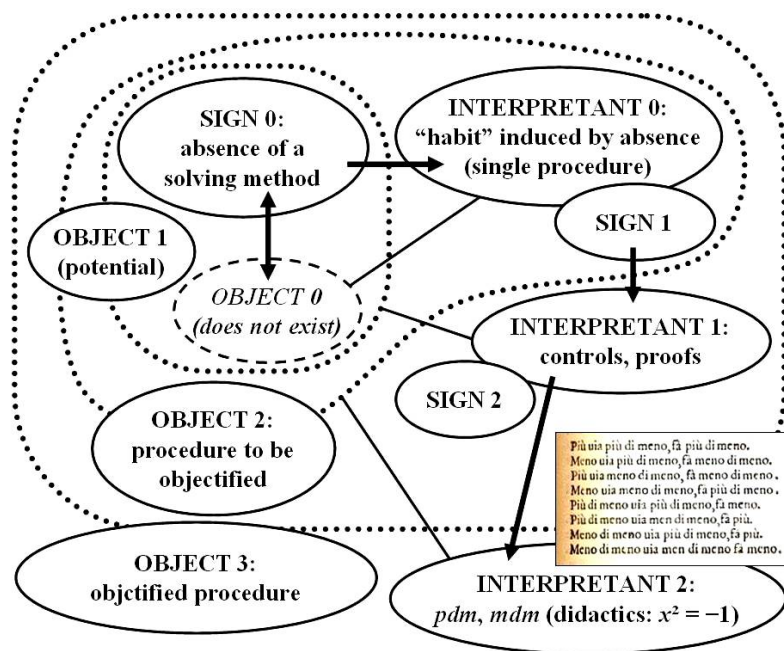 SIGN 0:
absence of a
solving method
INTERPRETANT 0:
“habit” induced by absence
(single procedure)
SIGN 1
OBJECT 1
(potential)
OBJECT 0
(does not exist)
INTERPRETANT 1:
controls, proofs
SIGN 2
OBJECT 2:
procedure to be
objectified
Più uia più di meno, fà più di meno.
Meno uia più di meno, fà meno di meno.
Più uia meno di meno, fà meno di meno.
Meno uia meno di meno, fà più di meno.
Più di meno uia più di meno, fà meno.
Più di meno uia men di meno, fà più.
Meno di meno uia più di meno, fà più.
Meno di meno uia men di meno fà meno.
OBJECT 3:
objctified procedure
INTERPRETANT 2:
pdm, mdm (didactics: x² = −1)